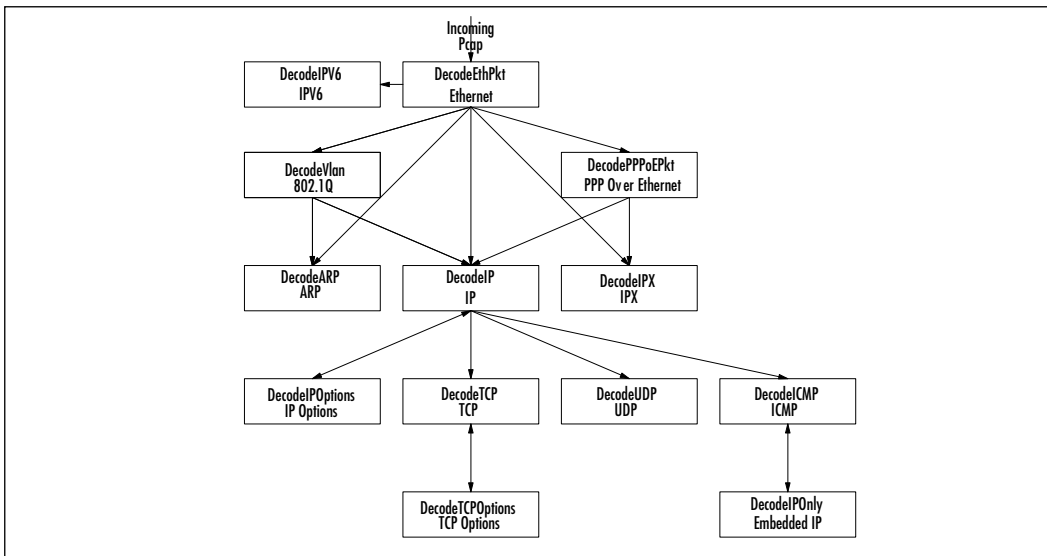 Incoming
Pcap
DecodeIPV6
IPV6
DecodeEthPkt
Ethernet
DecodeVlan
802.1Q
DecodePPPoEPkt
PPP Over Ethernet
DecodeARP
ARP
DecodeIP
IP
DecodeIPX
IPX
DecodeIPOptions
IP Options
DecodeTCP
TCP
DecodeUDP
UDP
DecodeICMP
ICMP
DecodeTCPOptions
TCP Options
DecodeIPOnly
Embedded IP